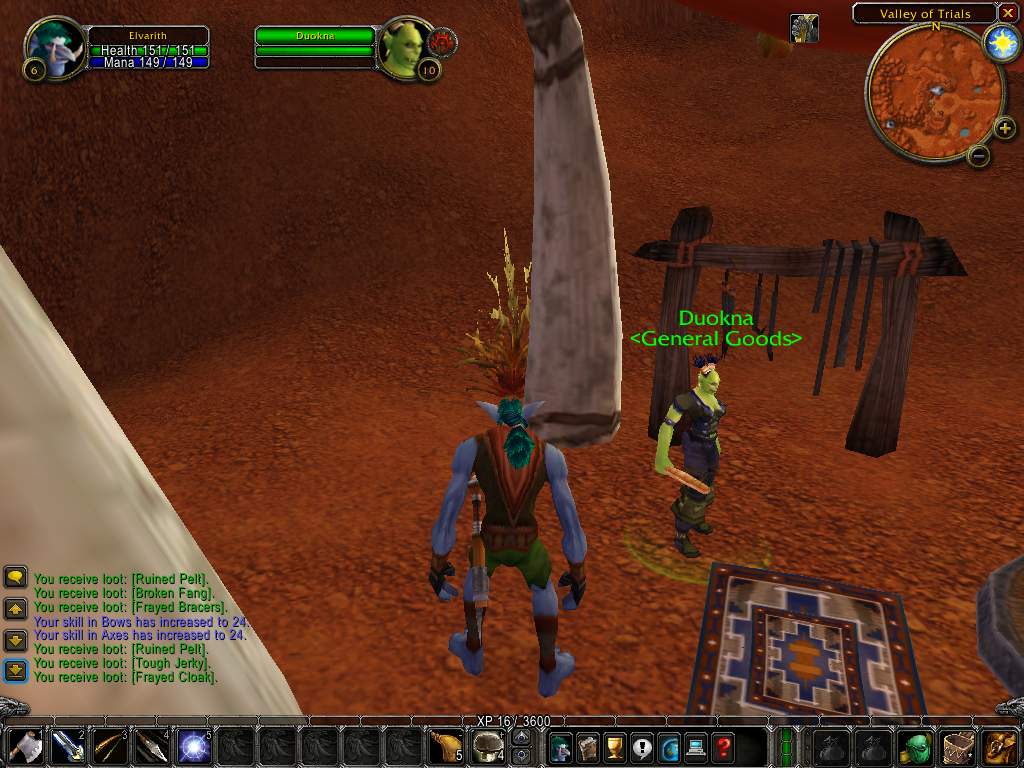 Elvarith
Health 151 / 151
Mana 149 / 149
6
Duokna
10
Valley of Trials
N
Duokna
<General Goods>
You receive loot: [Ruined Pelt].
You receive loot: [Broken Fang].
You receive loot: [Frayed Bracers].
Your skill in Bows has increased to 24.
Your skill in Axes has increased to 24.
You receive loot: [Ruined Pelt].
You receive loot: [Tough Jerky].
You receive loot: [Frayed Cloak].
XP 16 / 3600
2
3
4
5
5
4